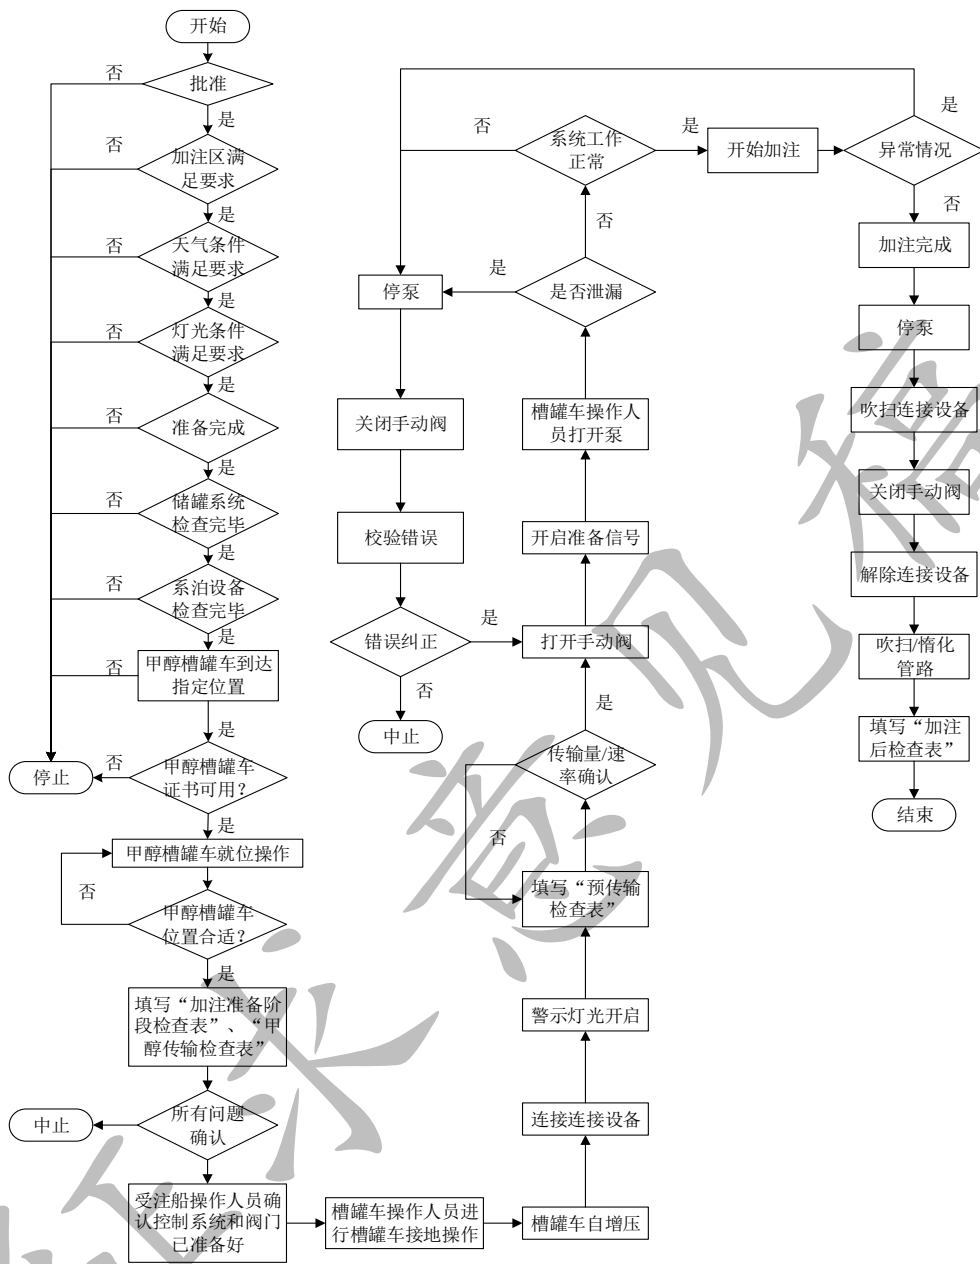 开始
否
批准
是
否
加注区满
足要求
是
否
天气条件
满足要求
是
否
灯光条件
满足要求
是
否
准备完成
是
否
储罐系统
检查完毕
是
否
系泊设备
检查完毕
是
否
甲醇槽罐车到达
指定位置
是
停止
否
甲醇槽罐车
证书可用？
是
甲醇槽罐车就位操作
否
甲醇槽罐车
位置合适？
是
填写“加注准备阶
段检查表”、“甲
醇传输检查表”
中止
所有问题
确认
受注船操作人员确
认控制系统和阀门
已准备好
槽罐车操作人员进
行槽罐车接地操作
槽罐车自增压
连接连接设备
警示灯光开启
填写“预传输
检查表”
否
传输量/速
率确认
是
打开手动阀
开启准备信号
槽罐车操作人
员打开泵
是否泄漏
是
否
系统工作
正常
否
是
停泵
关闭手动阀
校验错误
错误纠正
是
否
中止
开始加注
异常情况
是
否
加注完成
停泵
吹扫连接设备
关闭手动阀
解除连接设备
吹扫/惰化
管路
填写“加注
后检查表”
结束
征求意见稿